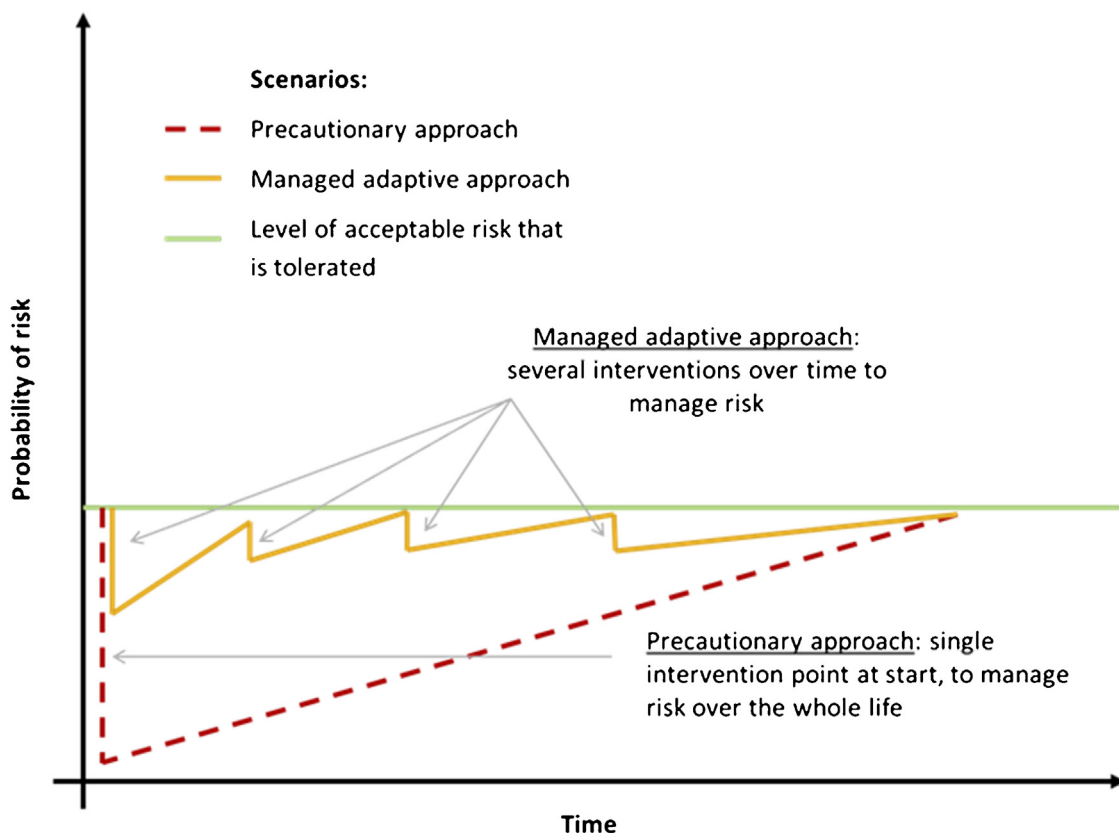 Scenarios:
Precautionary approach
Managed adaptive approach
Level of acceptable risk that
is tolerated
Probability of risk
Managed adaptive approach:
several interventions over time to
manage risk
Precautionary approach: single
intervention point at start, to manage
risk over the whole life
Time